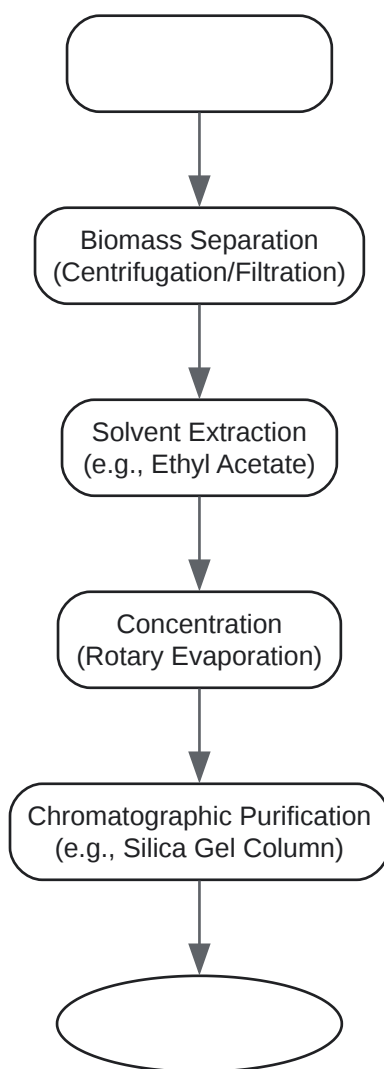 Biomass Separation
(Centrifugation/Filtration)
Solvent Extraction
(e.g., Ethyl Acetate)
Concentration
(Rotary Evaporation)
Chromatographic Purification
(e.g., Silica Gel Column)